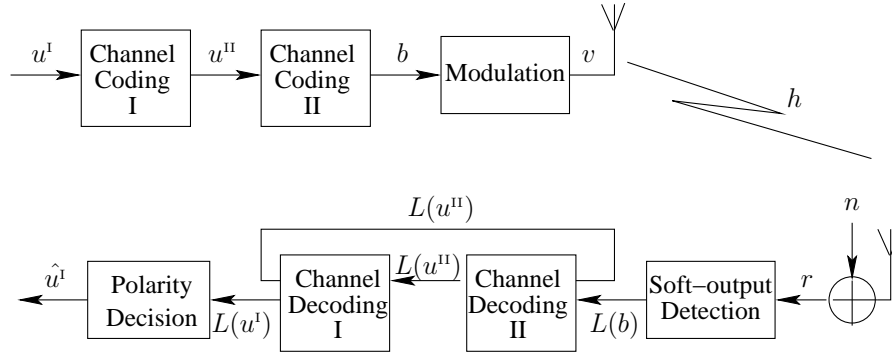 u^I
Channel
Coding
I
u^II
Channel
Coding
II
b
Modulation
v
h
L(u^II)
n
û^I
Polarity
Decision
L(u^I)
Channel
Decoding
I
L(u^II)
Channel
Decoding
II
L(b)
Soft-output
Detection
r